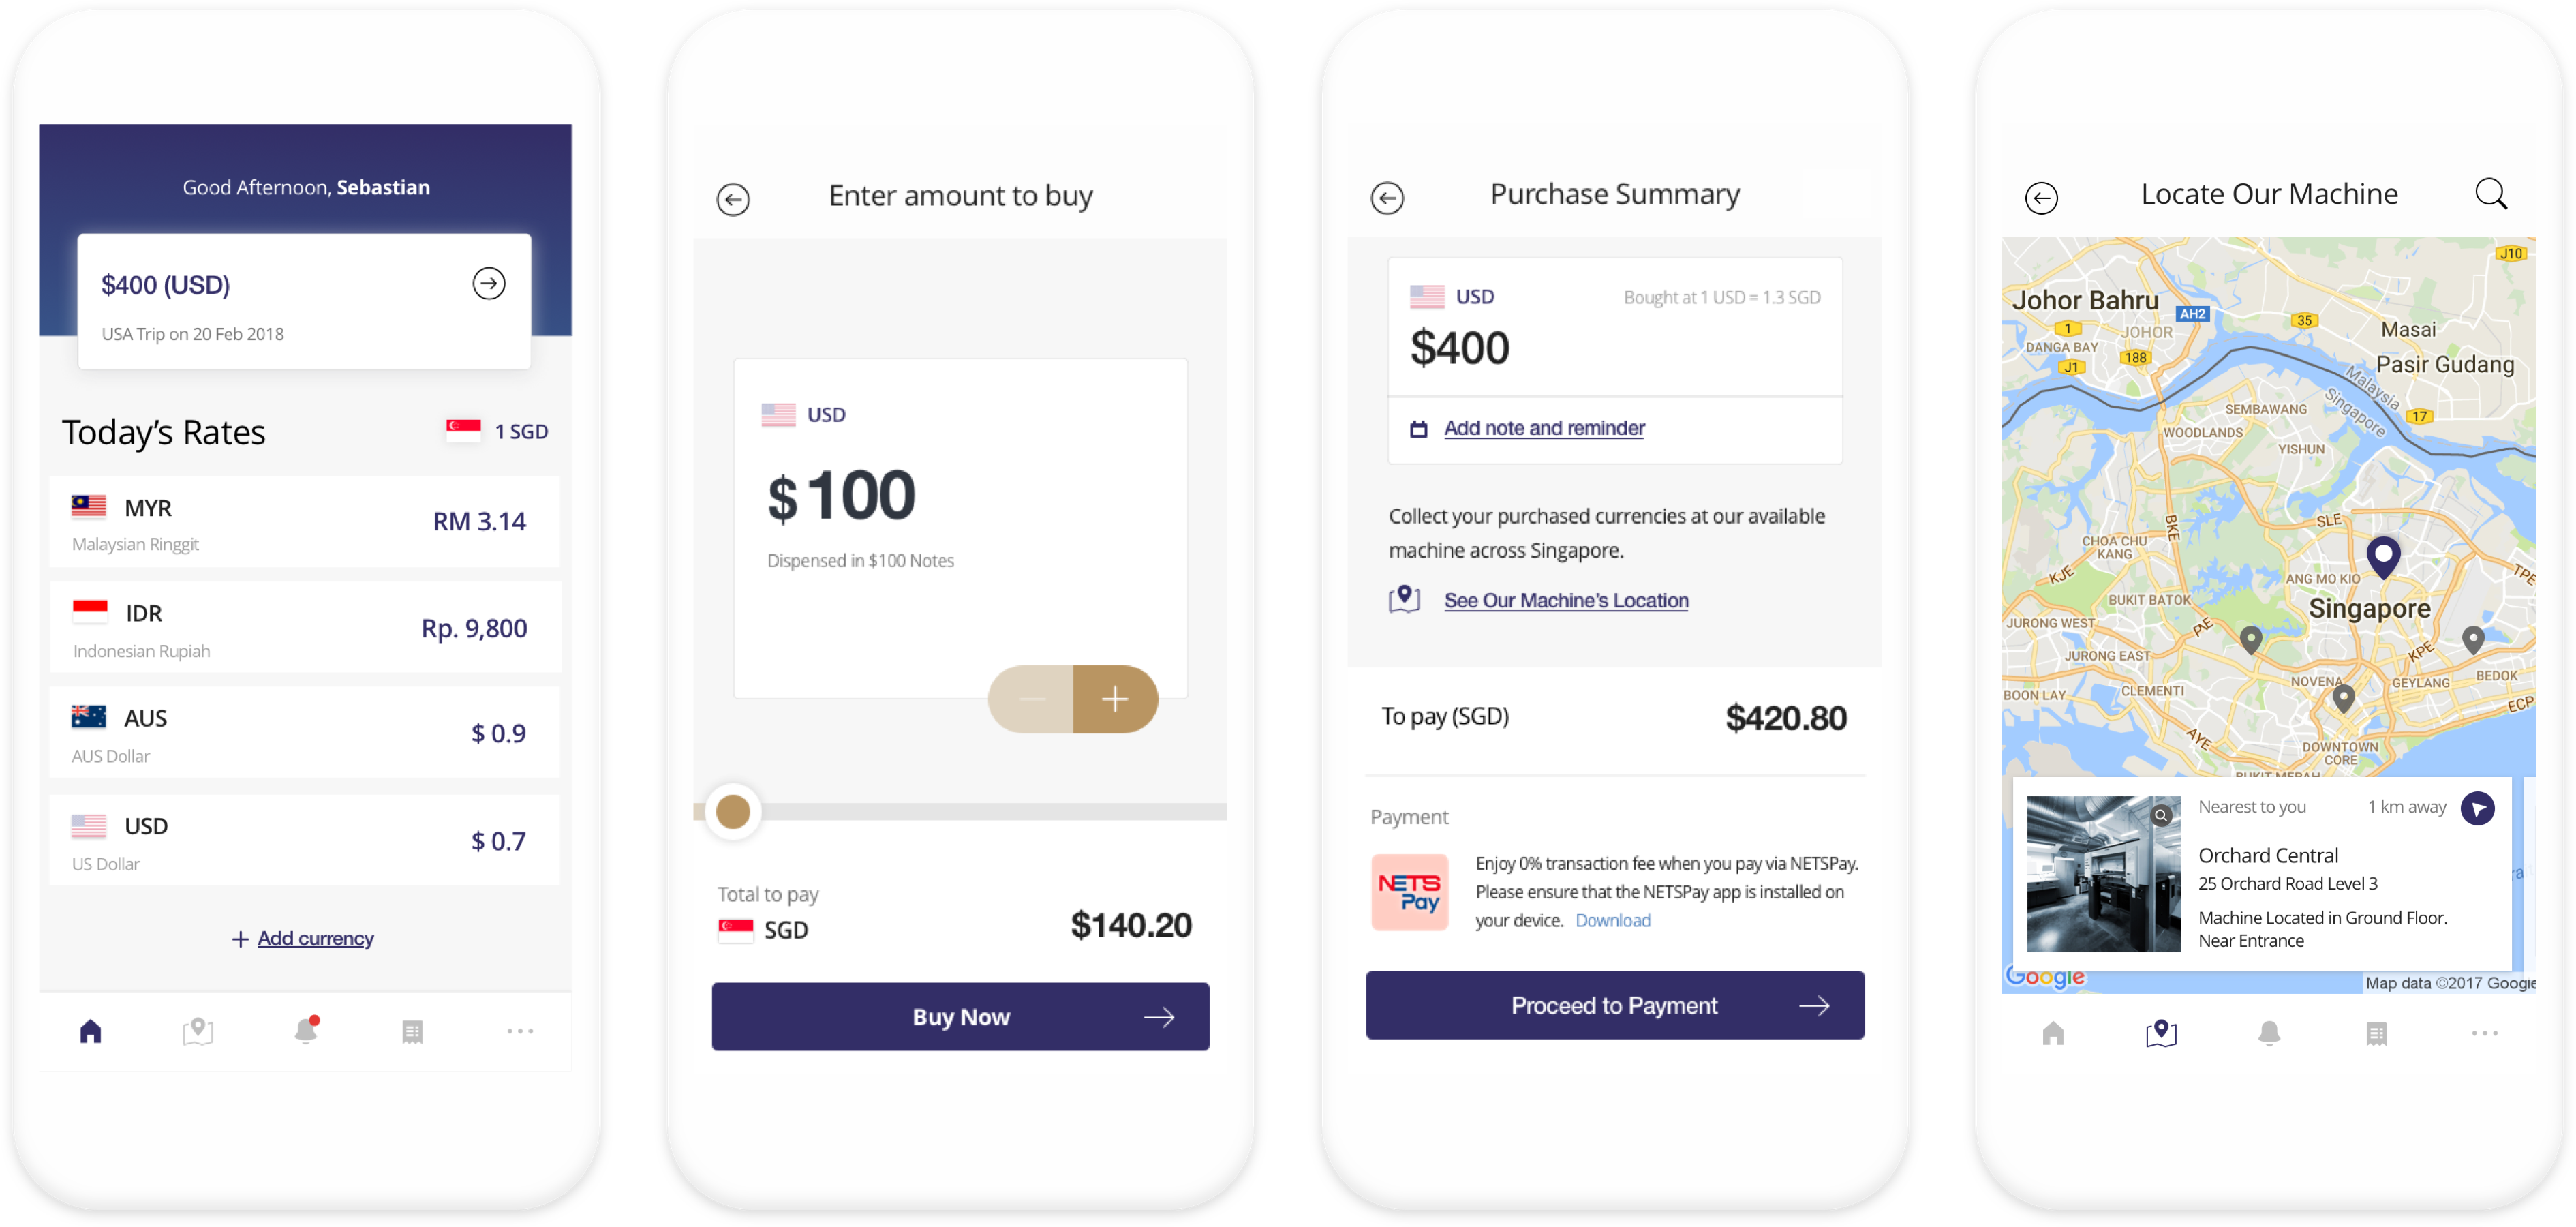 Good Afternoon, Sebastian
$400 (USD)
USA Trip on 20 Feb 2018
Today's Rates
1 SGD
MYR
RM 3.14
Malaysian Ringgit
IDR
Rp. 9,800
Indonesian Rupiah
AUS
$ 0.9
AUS Dollar
USD
$ 0.7
US Dollar
+ Add currency
Enter amount to buy
USD
$ 100
Dispensed in $100 Notes
Total to pay
SGD
$140.20
Buy Now
Purchase Summary
USD
Bought at 1 USD = 1.3 SGD
$400
Add note and reminder
Collect your purchased currencies at our available
machine across Singapore.
See Our Machine's Location
To pay (SGD)
$420.80
Payment
NETS
Pay
Enjoy 0% transaction fee when you pay via NETSPay.
Please ensure that the NETSPay app is installed on
your device. Download
Proceed to Payment
Locate Our Machine
J10
Johor Bahru
AH2
35
1
JOHOR
Masai
DANGA BAY
188
Pasir Gudang
J1
Malaysia
Singapore
17
SEMBAWANG
WOODLANDS
YISHUN
SLE
BKE
CHOA CHU
KANG
KJE
ANG MO KIO
TPE
BUKIT BATOK
Singapore
JURONG WEST
PIE
KPE
JURONG EAST
NOVENA
GEYLANG
BEDOK
BOON LAY
CLEMENTI
ECP
AYE
DOWNTOWN
CORE
BUKIT MERAH
Nearest to you
1 km away
Orchard Central
25 Orchard Road Level 3
Machine Located in Ground Floor.
Near Entrance
Google
Map data ©2017 Google